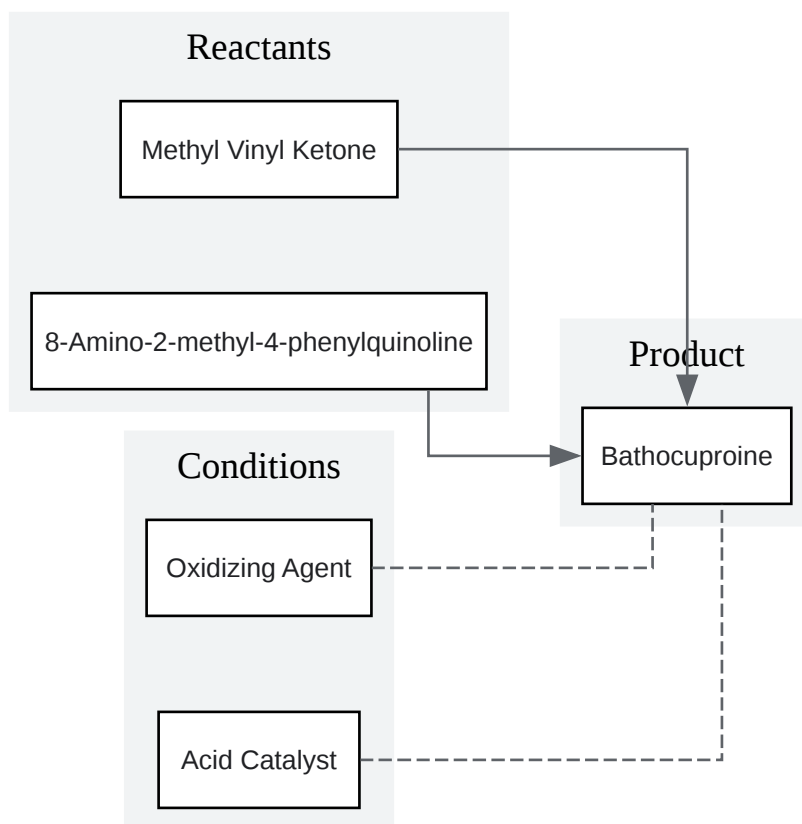 Reactants
Methyl Vinyl Ketone
8-Amino-2-methyl-4-phenylquinoline
Product
Bathocuproine
Conditions
Oxidizing Agent
Acid Catalyst